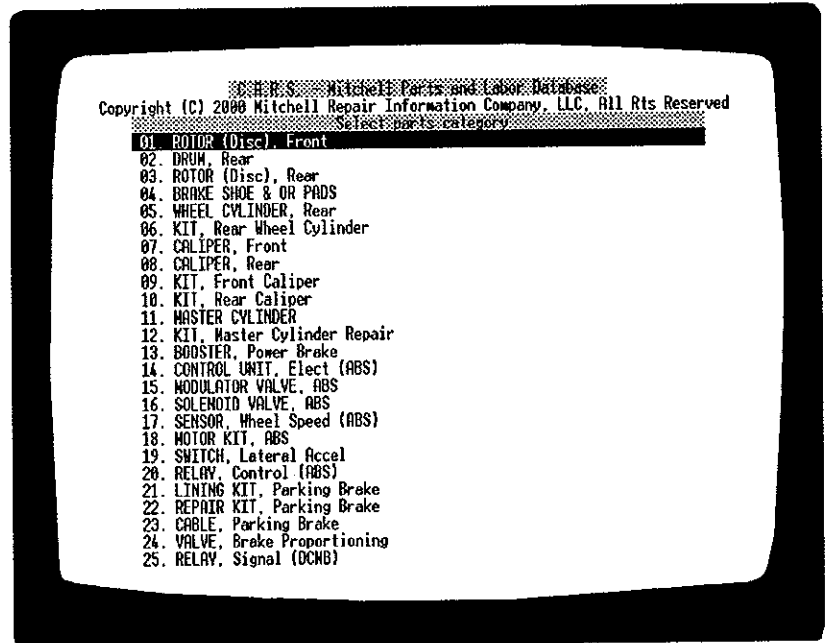 C.A.R.S. - Mitchell Parts and Labor Database
Copyright (C) 2000 Mitchell Repair Information Company, LLC, All Rts Reserved
Select parts category
01. ROTOR (Disc), Front
02. DRUM, Rear
03. ROTOR (Disc), Rear
04. BRAKE SHOE & OR PADS
05. WHEEL CYLINDER, Rear
06. KIT, Rear Wheel Cylinder
07. CALIPER, Front
08. CALIPER, Rear
09. KIT, Front Caliper
10. KIT, Rear Caliper
11. MASTER CYLINDER
12. KIT, Master Cylinder Repair
13. BOOSTER, Power Brake
14. CONTROL UNIT, Elect (ABS)
15. MODULATOR VALVE, ABS
16. SOLENOID VALVE, ABS
17. SENSOR, Wheel Speed (ABS)
18. MOTOR KIT, ABS
19. SWITCH, Lateral Accel
20. RELAY, Control (ABS)
21. LINING KIT, Parking Brake
22. REPAIR KIT, Parking Brake
23. CABLE, Parking Brake
24. VALVE, Brake Proportioning
25. RELAY, Signal (DCNB)